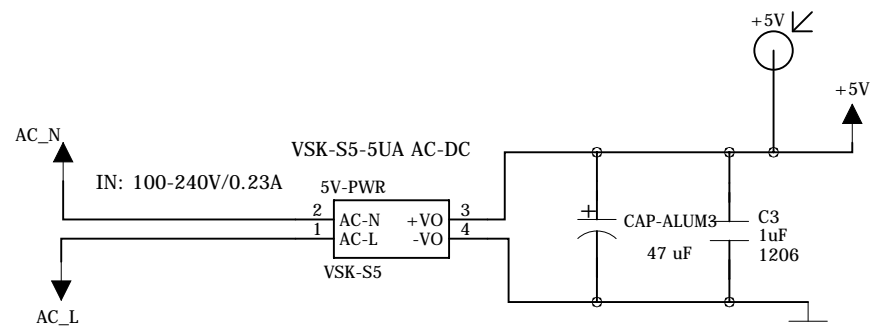 +5V
+5V
AC_N
VSK-S5-5UA AC-DC
IN: 100-240V/0.23A
5V-PWR
2 AC-N +VO 3
1 AC-L -VO 4
VSK-S5
+
CAP-ALUM3
47 uF
C3
1uF
1206
AC_L